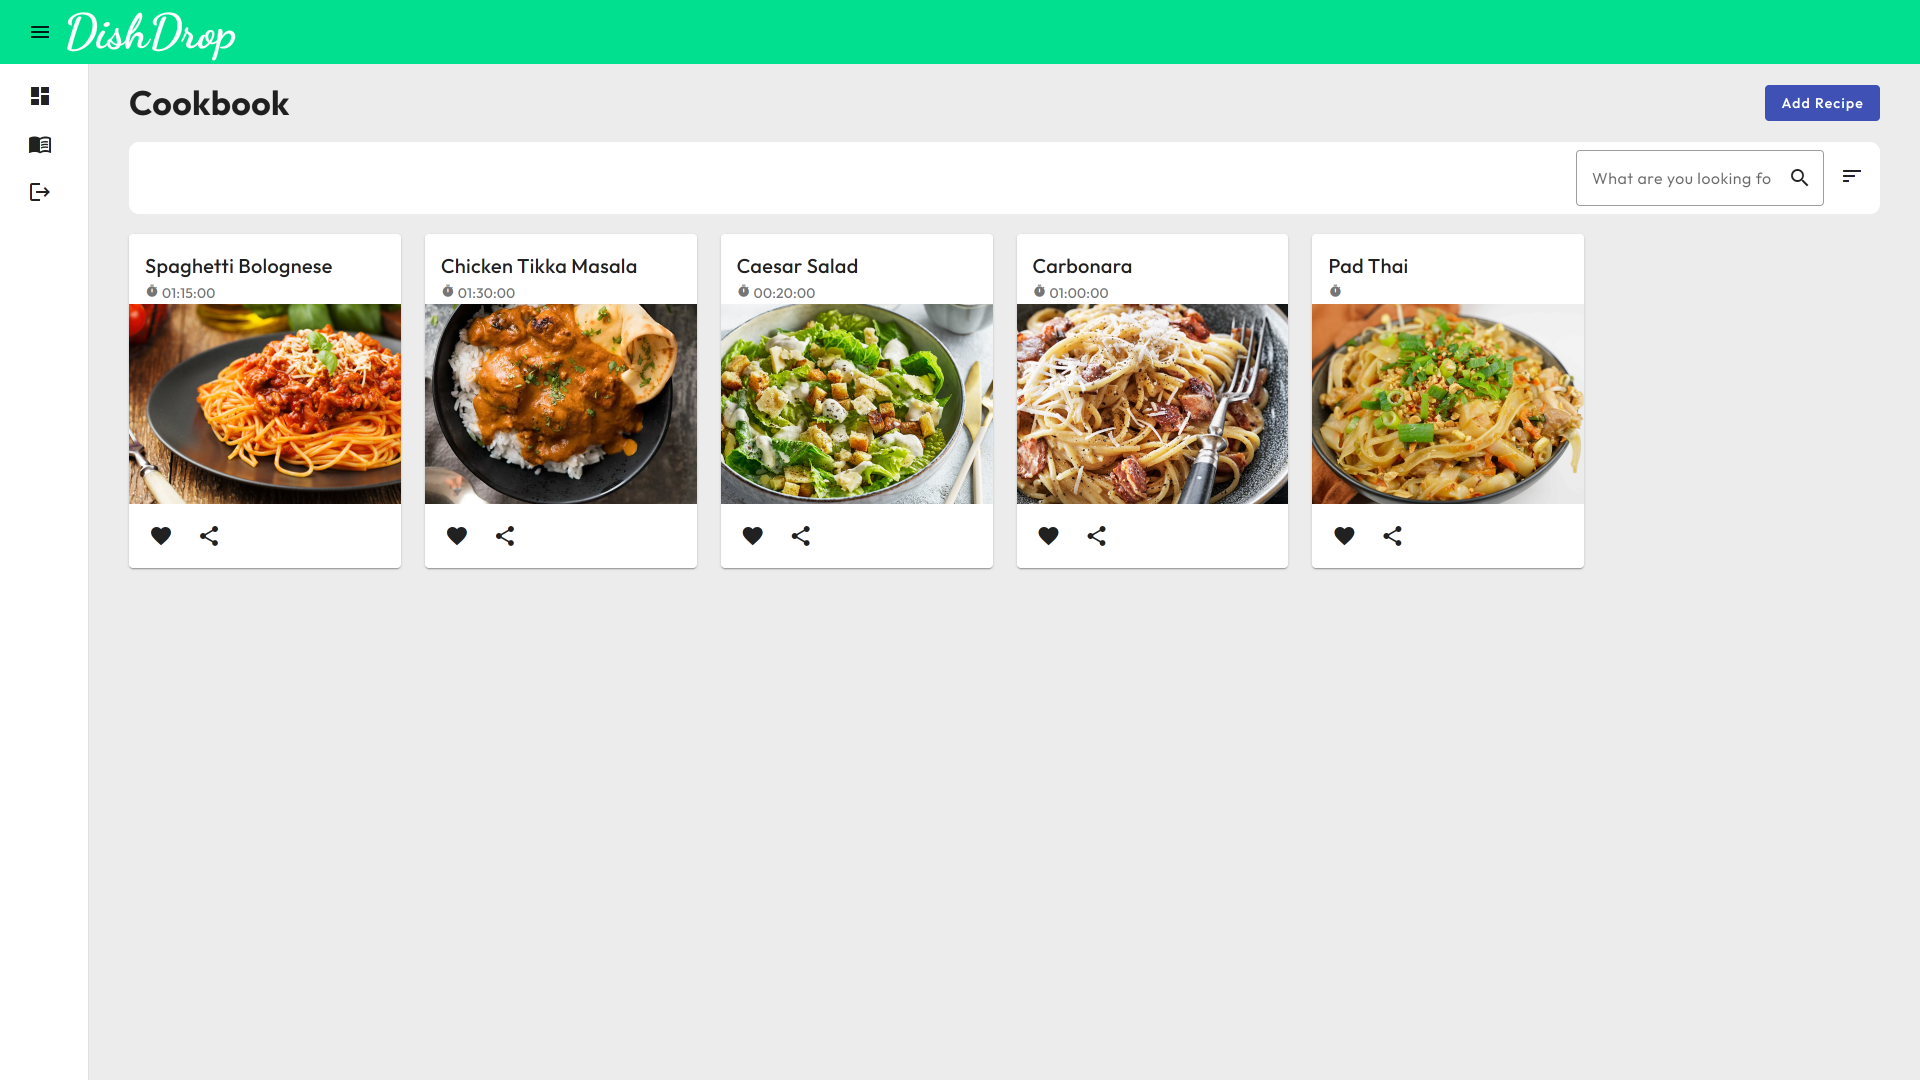 DishDrop
Cookbook
Add Recipe
What are you looking fo
Spaghetti Bolognese
01:15:00
Chicken Tikka Masala
01:30:00
Caesar Salad
00:20:00
Carbonara
01:00:00
Pad Thai